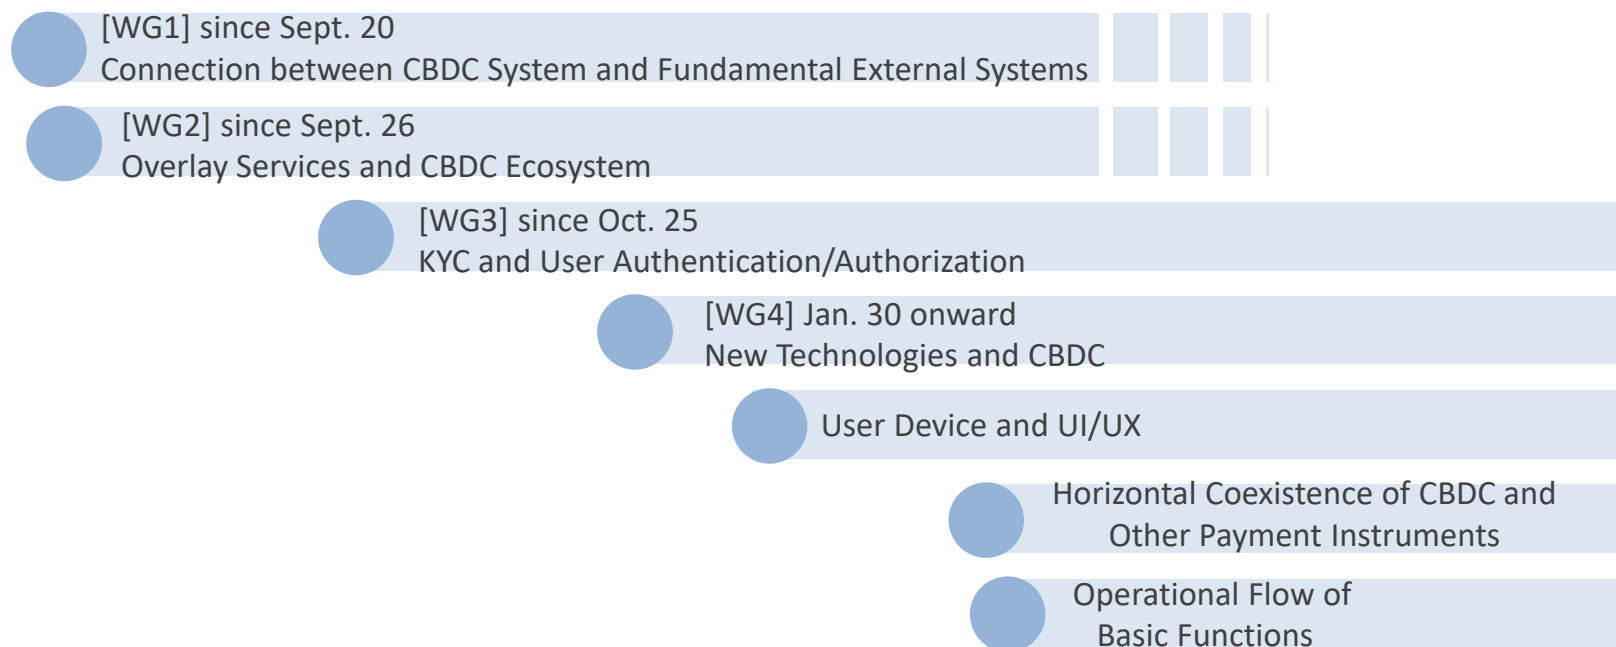 [WG1] since Sept. 20
Connection between CBDC System and Fundamental External Systems
[WG2] since Sept. 26
Overlay Services and CBDC Ecosystem
[WG3] since Oct. 25
KYC and User Authentication/Authorization
[WG4] Jan. 30 onward
New Technologies and CBDC
User Device and UI/UX
Horizontal Coexistence of CBDC and
Other Payment Instruments
Operational Flow of
Basic Functions